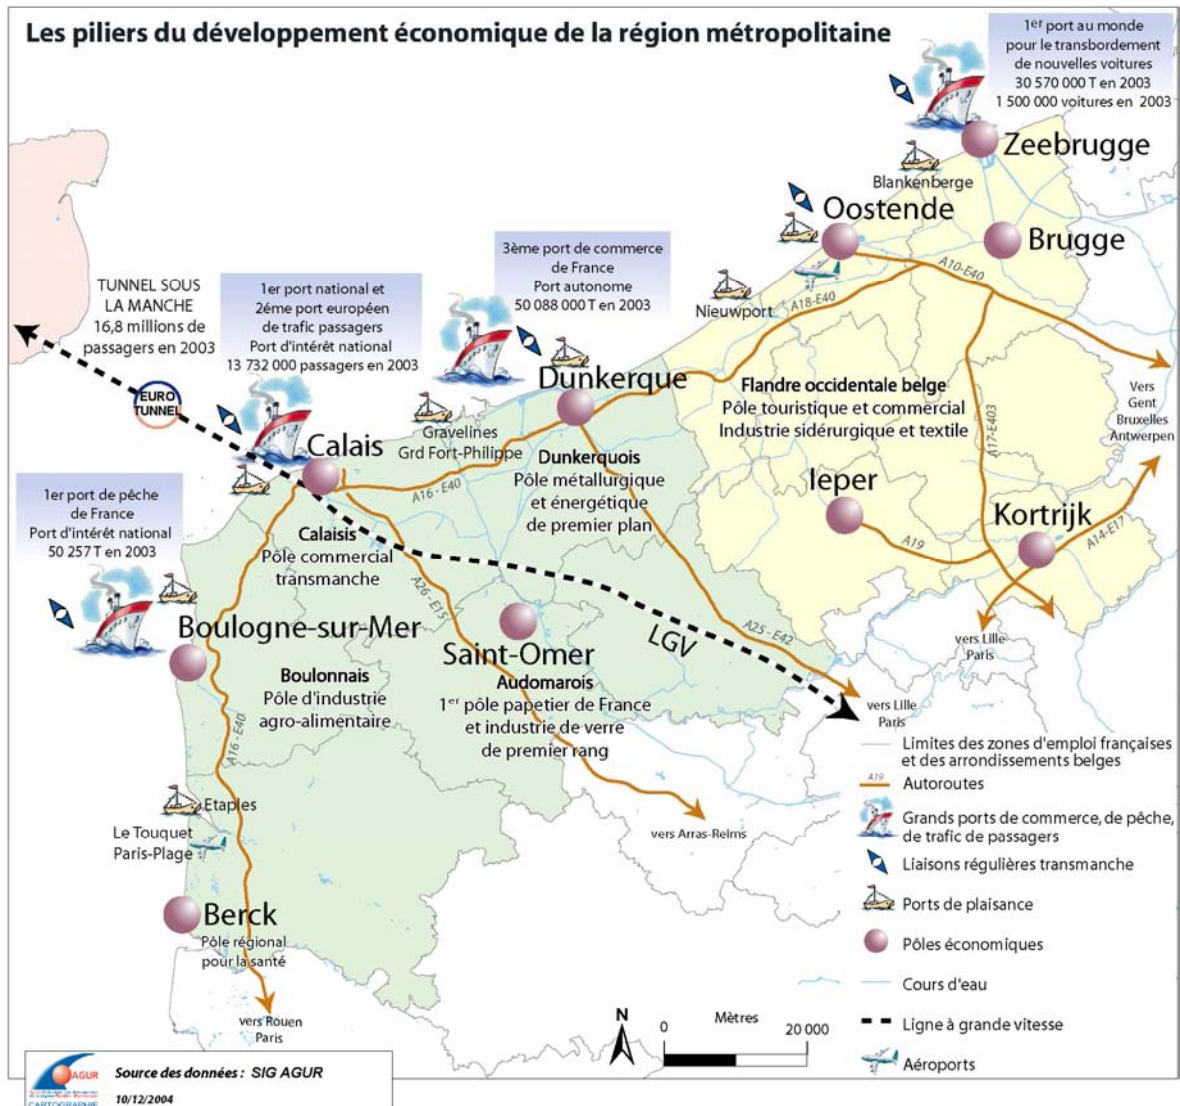 Les piliers du développement économique de la région métropolitaine
1er port au monde
pour le transbordement
de nouvelles voitures
30 570 000 T en 2003
1 500 000 voitures en 2003
Zeebrugge
Blankenberge
Oostende
Brugge
3ème port de commerce
de France
Port autonome
50 088 000 T en 2003
A10-E40
TUNNEL SOUS
LA MANCHE
16,8 millions de
passagers en 2003
1er port national et
2éme port européen
de trafic passagers
Port d'intérêt national
13 732 000 passagers en 2003
Nieuwport
A18-E40
Dunkerque
EURO
TUNNEL
Flandre occidentale belge
Pôle touristique et commercial
Industrie sidérurgique et textile
A17-E403
Vers
Gent
Bruxelles
Antwerpen
Gravelines
Grd Fort-Philippe
Calais
Dunkerquois
Pôle métallurgique
et énergétique
de premier plan
A16 - E40
Ieper
Kortrijk
1er port de pêche
de France
Port d'intérêt national
50 257 T en 2003
Calaisis
Pôle commercial
transmanche
A19
A14-E17
A26-E15
Boulogne-sur-Mer
Saint-Omer
LGV
A25 - E42
vers Lille
Paris
Boulonnais
Pôle d'industrie
agro-alimentaire
Audomarois
1er pôle papetier de France
et industrie de verre
de premier rang
vers Lille
Paris
A16 - E40
Etaples
Le Touquet
Paris-Plage
vers Arras-Reims
Berck
Pôle régional
pour la santé
vers Rouen
Paris
Limites des zones d'emploi françaises
et des arrondissements belges
A19
Autoroutes
Grands ports de commerce, de pêche,
de trafic de passagers
Liaisons régulières transmanche
Ports de plaisance
Pôles économiques
Cours d'eau
Ligne à grande vitesse
Aéroports
N
Mètres
0
20 000
AGUR
CARTOGRAPHIE
Source des données : SIG AGUR
10/12/2004